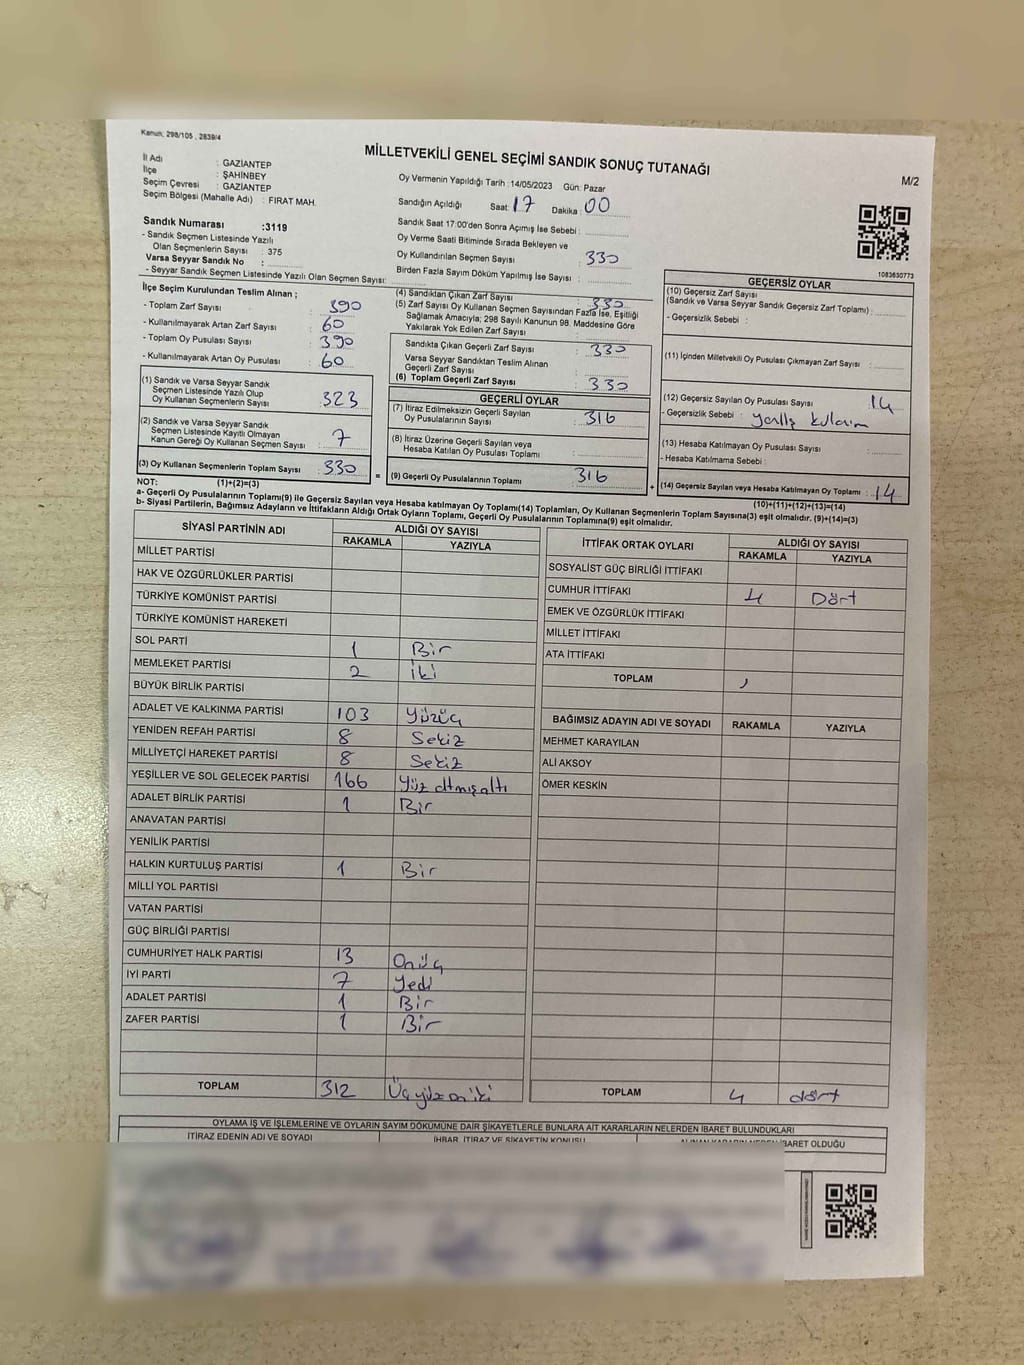 Kanun; 298/105 , 2839/4
MİLLETVEKİLİ GENEL SEÇİMİ SANDIK SONUÇ TUTANAĞI
M/2
İl Adı : GAZİANTEP
İlçe : ŞAHİNBEY
Seçim Çevresi : GAZİANTEP
Seçim Bölgesi (Mahalle Adı) : FIRAT MAH.
Oy Vermenin Yapıldığı Tarih : 14/05/2023 Gün: Pazar
Sandığın Açıldığı Saat: 17 Dakika : 00
Sandık Saat 17:00'den Sonra Açımış İse Sebebi :
Oy Verme Saati Bitiminde Sırada Bekleyen ve
Oy Kullandırılan Seçmen Sayısı : 330
Birden Fazla Sayım Döküm Yapılmış İse Sayısı :
Sandık Numarası :3119
- Sandık Seçmen Listesinde Yazılı
Olan Seçmenlerin Sayısı : 375
Varsa Seyyar Sandık No :
- Seyyar Sandık Seçmen Listesinde Yazılı Olan Seçmen Sayısı:
1083630773
İlçe Seçim Kurulundan Teslim Alınan ;
- Toplam Zarf Sayısı : 390
- Kullanılmayarak Artan Zarf Sayısı : 60
- Toplam Oy Pusulası Sayısı : 390
- Kullanılmayarak Artan Oy Pusulası : 60
(1) Sandık ve Varsa Seyyar Sandık
Seçmen Listesinde Yazılı Olup
Oy Kullanan Seçmenlerin Sayısı : 323
(2) Sandık ve Varsa Seyyar Sandık
Seçmen Listesinde Kayıtlı Olmayan
Kanun Gereği Oy Kullanan Seçmen Sayısı : 7
(3) Oy Kullanan Seçmenlerin Toplam Sayısı : 330
(4) Sandıktan Çıkan Zarf Sayısı : 330
(5) Zarf Sayısı Oy Kullanan Seçmen Sayısından Fazla İse, Eşitliği
Sağlamak Amacıyla; 298 Sayılı Kanunun 98. Maddesine Göre
Yakılarak Yok Edilen Zarf Sayısı :
Sandıkta Çıkan Geçerli Zarf Sayısı : 330
Varsa Seyyar Sandıktan Teslim Alınan
Geçerli Zarf Sayısı :
(6) Toplam Geçerli Zarf Sayısı : 330
GEÇERLİ OYLAR
(7) İtiraz Edilmeksizin Geçerli Sayılan
Oy Pusulalarının Sayısı : 316
(8) İtiraz Üzerine Geçerli Sayılan veya
Hesaba Katılan Oy Pusulası Toplamı :
= (9) Geçerli Oy Pusulalarının Toplamı : 316 +
GEÇERSİZ OYLAR
(10) Geçersiz Zarf Sayısı
(Sandık ve Varsa Seyyar Sandık Geçersiz Zarf Toplamı) :
- Geçersizlik Sebebi :
(11) İçinden Milletvekili Oy Pusulası Çıkmayan Zarf Sayısı :
(12) Geçersiz Sayılan Oy Pusulası Sayısı : 14
- Geçersizlik Sebebi :
(13) Hesaba Katılmayan Oy Pusulası Sayısı :
- Hesaba Katılmama Sebebi :
(14) Geçersiz Sayılan veya Hesaba Katılmayan Oy Toplamı : 14
NOT: (1)+(2)=(3)
(10)+(11)+(12)+(13)=(14)
a- Geçerli Oy Pusulalarının Toplamı(9) ile Geçersiz Sayılan veya Hesaba katılmayan Oy Toplamı(14) Toplamları, Oy Kullanan Seçmenlerin Toplam Sayısına(3) eşit olmalıdır. (9)+(14)=(3)
b- Siyasi Partilerin, Bağımsız Adayların ve İttifakların Aldığı Ortak Oyların Toplamı, Geçerli Oy Pusulalarının Toplamına(9) eşit olmalıdır.
SİYASİ PARTİNİN ADI ALDIĞI OY SAYISI
RAKAMLA YAZIYLA
MİLLET PARTİSİ
HAK VE ÖZGÜRLÜKLER PARTİSİ
TÜRKİYE KOMÜNİST PARTİSİ
TÜRKİYE KOMÜNİST HAREKETİ
SOL PARTİ 1 Bir
MEMLEKET PARTİSİ 2 iki
BÜYÜK BİRLİK PARTİSİ
ADALET VE KALKINMA PARTİSİ 103 Yüzüç
YENİDEN REFAH PARTİSİ 8 Sekiz
MİLLİYETÇİ HAREKET PARTİSİ 8 Sekiz
YEŞİLLER VE SOL GELECEK PARTİSİ 166 Yüz altmışaltı
ADALET BİRLİK PARTİSİ 1 Bir
ANAVATAN PARTİSİ
YENİLİK PARTİSİ
HALKIN KURTULUŞ PARTİSİ 1 Bir
MİLLİ YOL PARTİSİ
VATAN PARTİSİ
GÜÇ BİRLİĞİ PARTİSİ
CUMHURİYET HALK PARTİSİ 13 Onüç
İYİ PARTİ 7 Yedi
ADALET PARTİSİ 1 Bir
ZAFER PARTİSİ 1 Bir
TOPLAM 312 Üçyüz on iki
İTTİFAK ORTAK OYLARI ALDIĞI OY SAYISI
RAKAMLA YAZIYLA
SOSYALİST GÜÇ BİRLİĞİ İTTİFAKI
CUMHUR İTTİFAKI 4 Dört
EMEK VE ÖZGÜRLÜK İTTİFAKI
MİLLET İTTİFAKI
ATA İTTİFAKI
TOPLAM
BAĞIMSIZ ADAYIN ADI VE SOYADI RAKAMLA YAZIYLA
MEHMET KARAYILAN
ALİ AKSOY
ÖMER KESKİN
TOPLAM 4 dört
OYLAMA İŞ VE İŞLEMLERİNE VE OYLARIN SAYIM DÖKÜMÜNE DAİR ŞİKAYETLERLE BUNLARA AİT KARARLARIN NELERDEN İBARET BULUNDUKLARI
İTİRAZ EDENİN ADI VE SOYADI İHBAR, İTİRAZ VE ŞİKAYETİN KONUSU ALINAN KARARIN NEDEN İBARET OLDUĞU